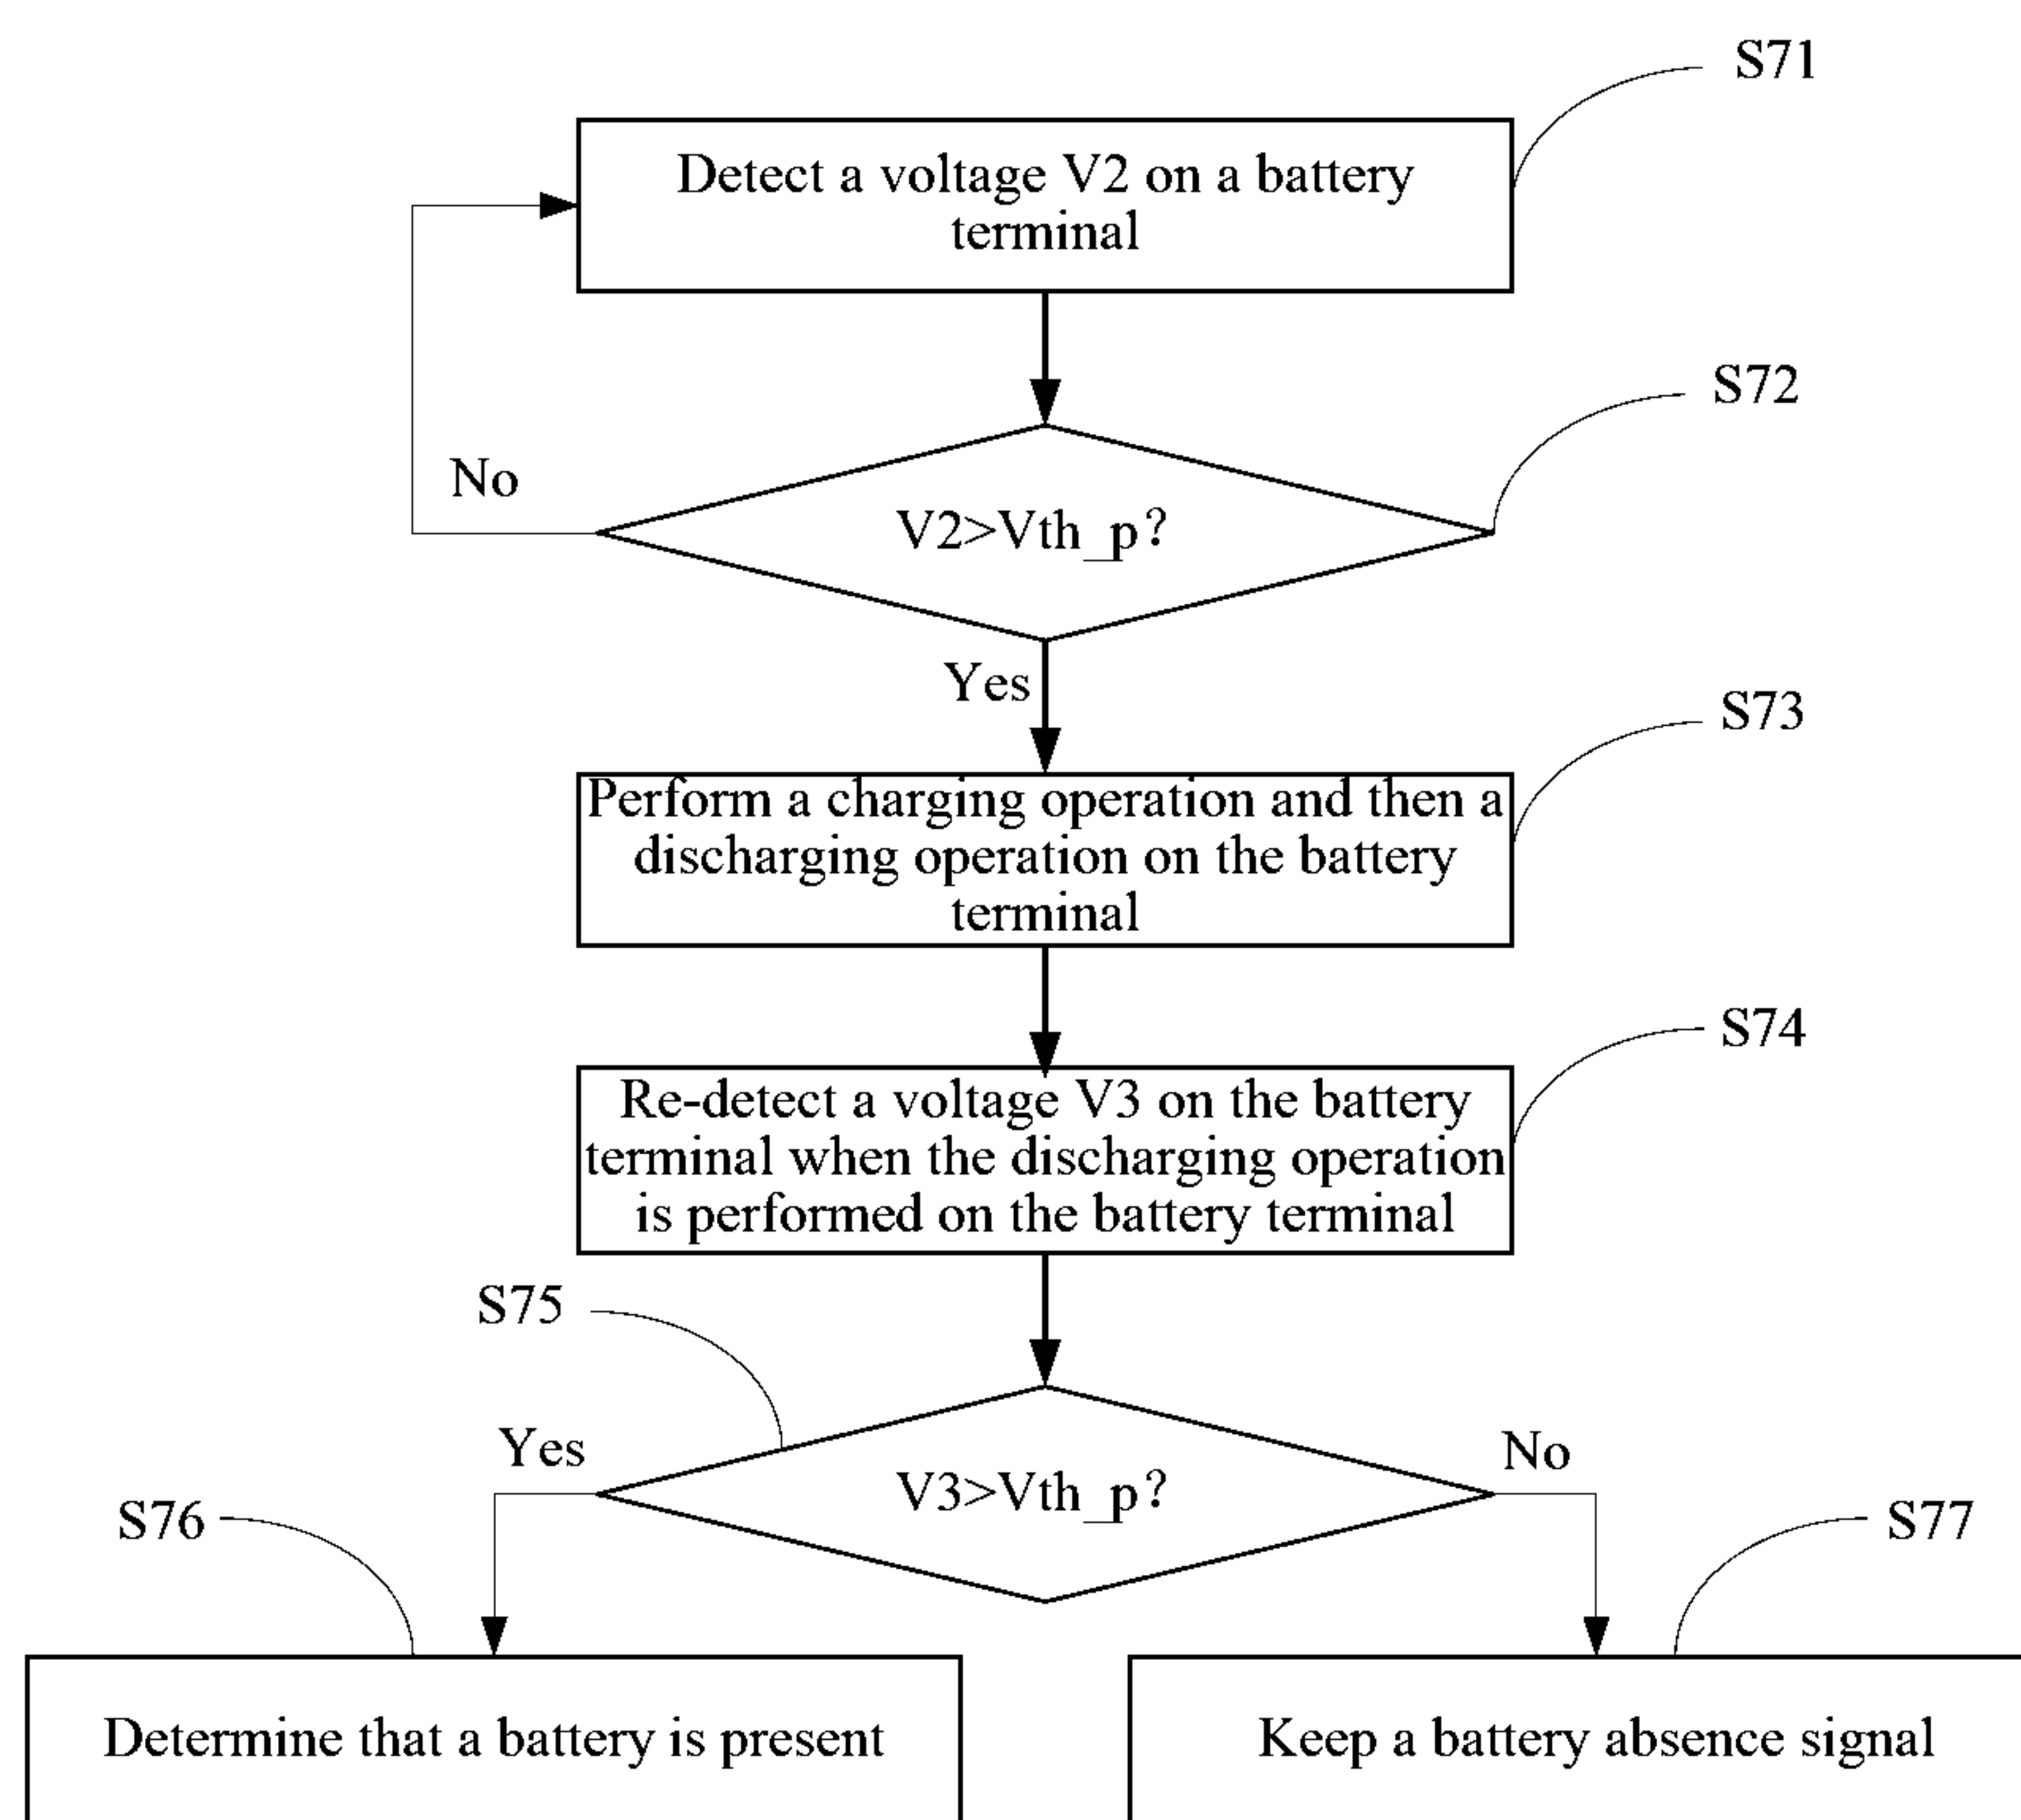 S71
Detect a voltage V2 on a battery
terminal
S72
No
V2>Vth_p?
Yes
S73
Perform a charging operation and then a
discharging operation on the battery
terminal
S74
Re-detect a voltage V3 on the battery
terminal when the discharging operation
is performed on the battery terminal
S75
Yes
V3>Vth_p?
No
S76
S77
Determine that a battery is present
Keep a battery absence signal